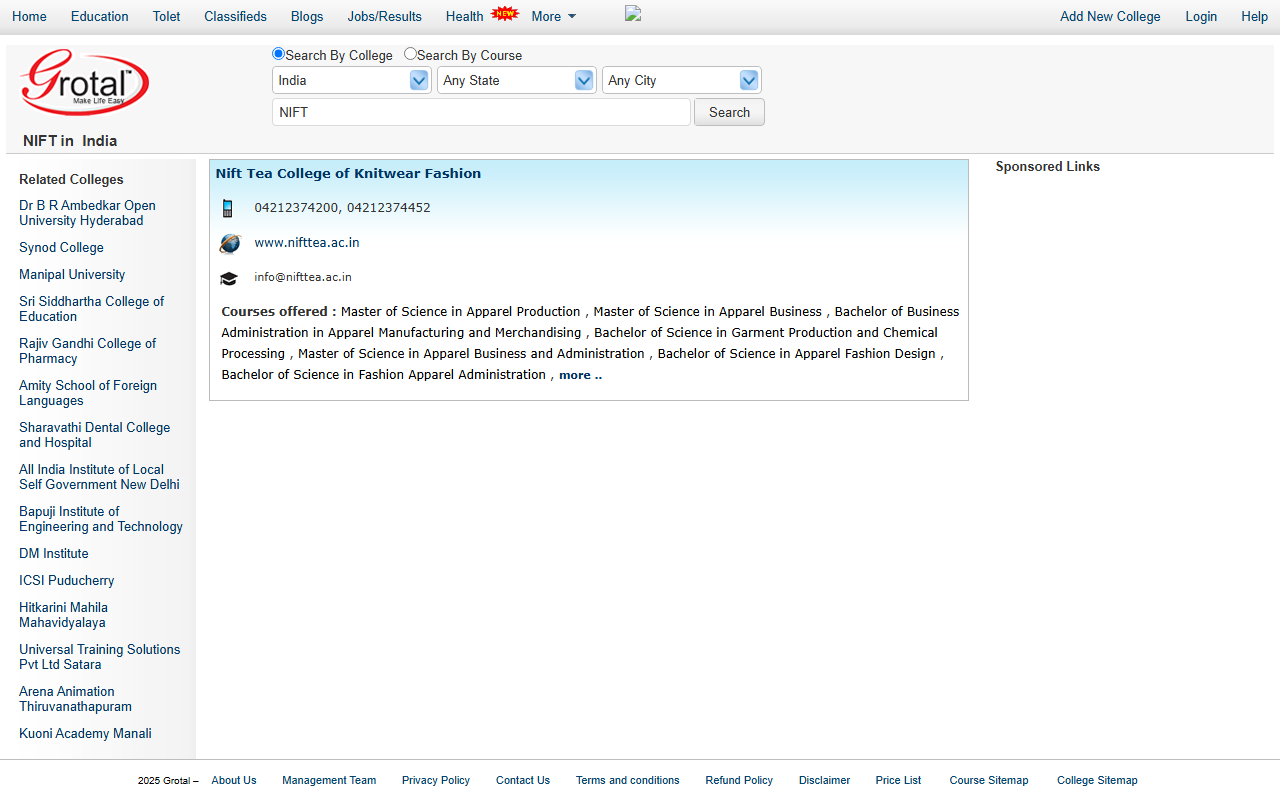 Home Education Tolet Classifieds Blogs Jobs/Results Health NEW More Add New College Login Help
Grotal™
Make Life Easy
Search By College Search By Course
India Any State Any City
NIFT Search
NIFT in India
Related Colleges
Dr B R Ambedkar Open
University Hyderabad
Synod College
Manipal University
Sri Siddhartha College of
Education
Rajiv Gandhi College of
Pharmacy
Amity School of Foreign
Languages
Sharavathi Dental College
and Hospital
All India Institute of Local
Self Government New Delhi
Bapuji Institute of
Engineering and Technology
DM Institute
ICSI Puducherry
Hitkarini Mahila
Mahavidyalaya
Universal Training Solutions
Pvt Ltd Satara
Arena Animation
Thiruvanathapuram
Kuoni Academy Manali
Nift Tea College of Knitwear Fashion
04212374200, 04212374452
www.nifttea.ac.in
info@nifttea.ac.in
Courses offered : Master of Science in Apparel Production , Master of Science in Apparel Business , Bachelor of Business
Administration in Apparel Manufacturing and Merchandising , Bachelor of Science in Garment Production and Chemical
Processing , Master of Science in Apparel Business and Administration , Bachelor of Science in Apparel Fashion Design ,
Bachelor of Science in Fashion Apparel Administration , more ..
Sponsored Links
2025 Grotal – About Us Management Team Privacy Policy Contact Us Terms and conditions Refund Policy Disclaimer Price List Course Sitemap College Sitemap